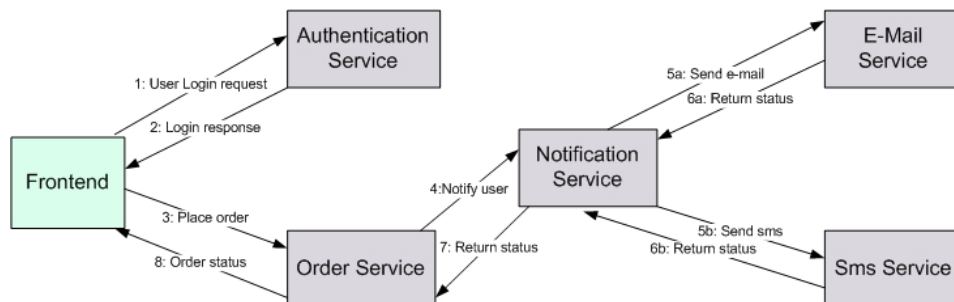 Authentication
Service
E-Mail
Service
1: User Login request
5a: Send e-mail
6a: Return status
2: Login response
Frontend
Notification
Service
4:Notify user
3: Place order
5b: Send sms
7: Return status
6b: Return status
8: Order status
Order Service
Sms Service